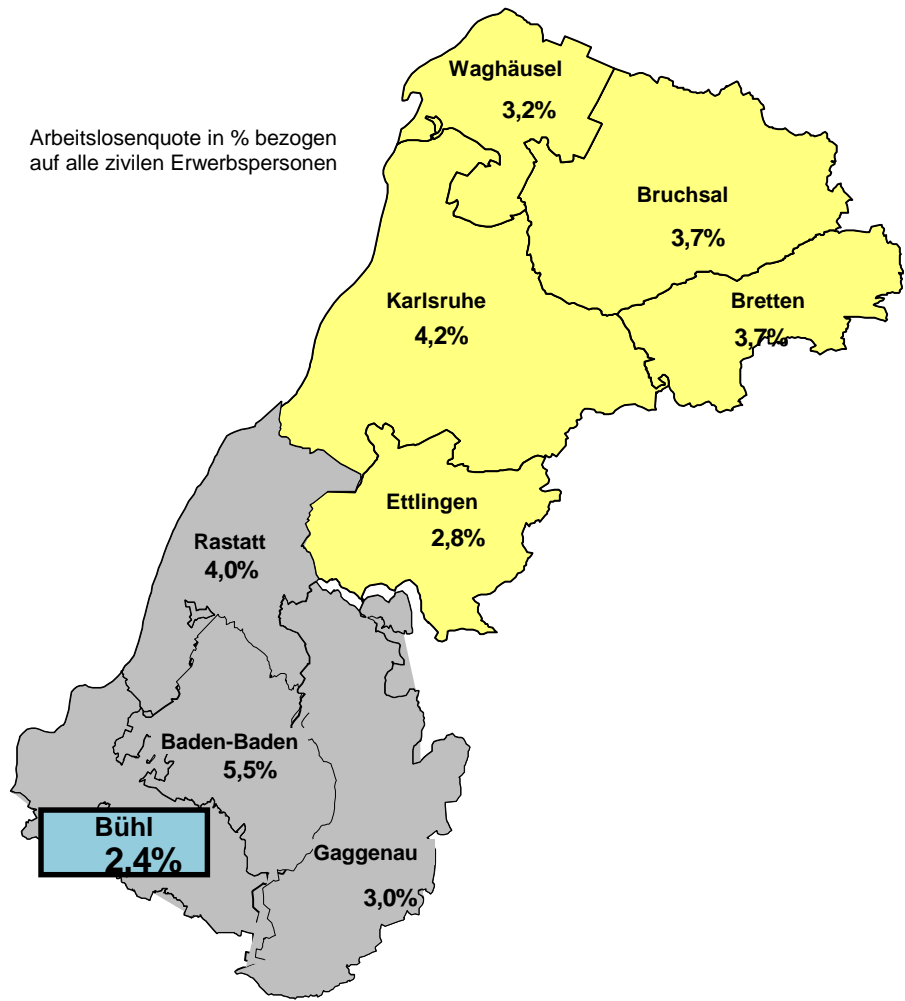 Waghäusel
3,2%
Arbeitslosenquote in % bezogen
auf alle zivilen Erwerbspersonen
Bruchsal
3,7%
Karlsruhe
4,2%
Bretten
3,7%
Ettlingen
2,8%
Rastatt
4,0%
Baden-Baden
5,5%
Bühl
2,4%
Gaggenau
3,0%